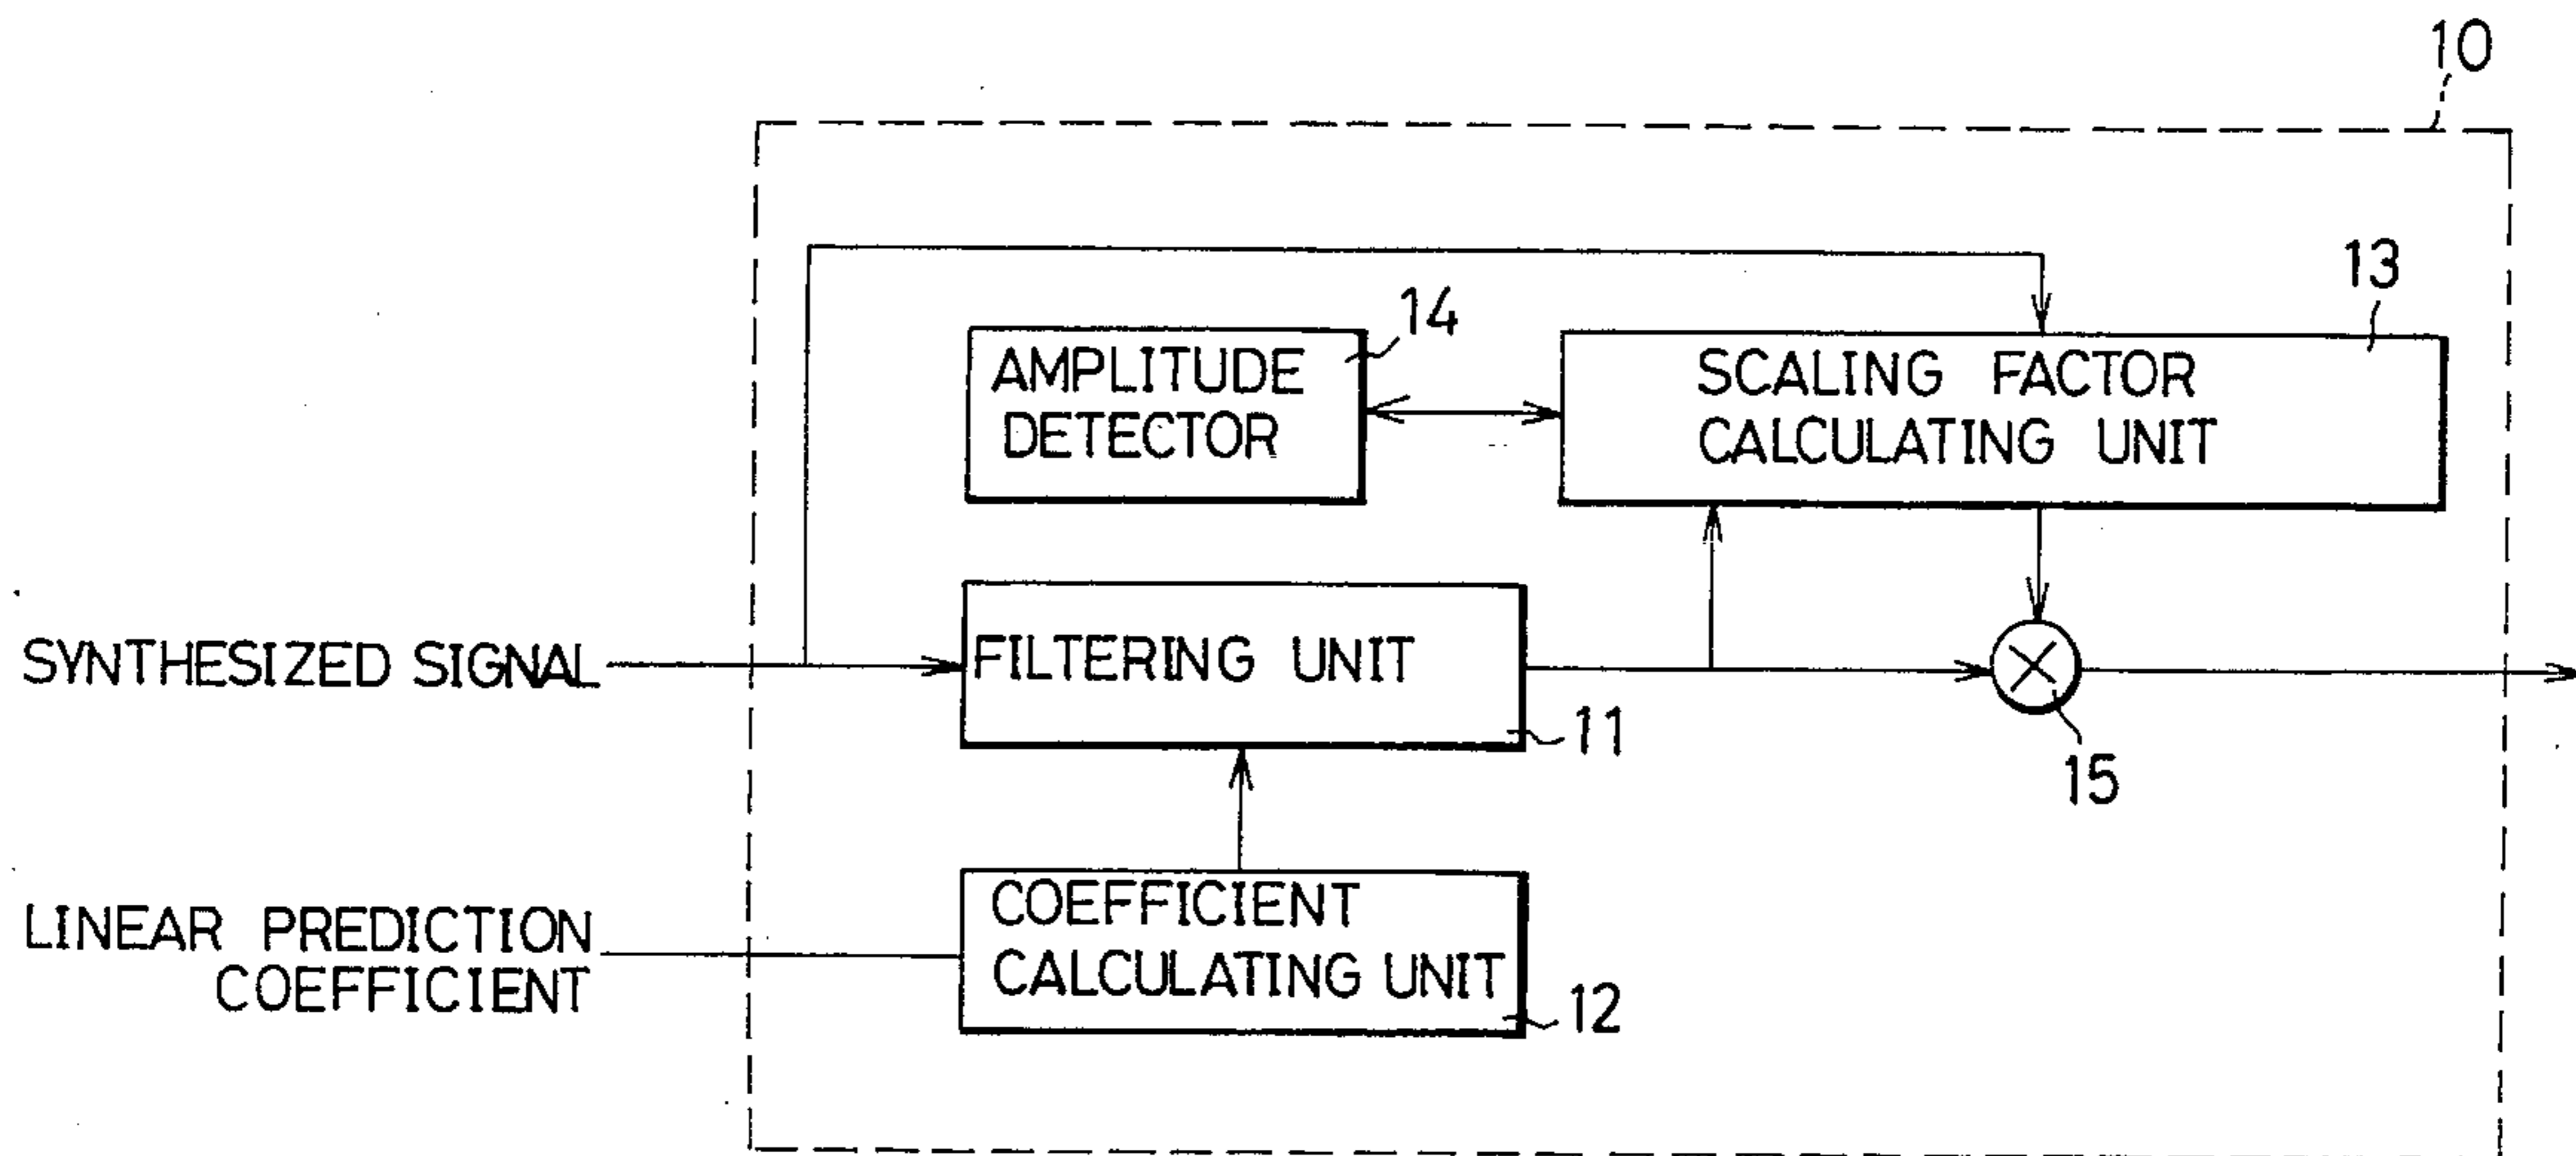 10
13
14
AMPLITUDE
DETECTOR
SCALING FACTOR
CALCULATING UNIT
SYNTHESIZED SIGNAL
FILTERING UNIT
11
15
LINEAR PREDICTION
COEFFICIENT
COEFFICIENT
CALCULATING UNIT
12